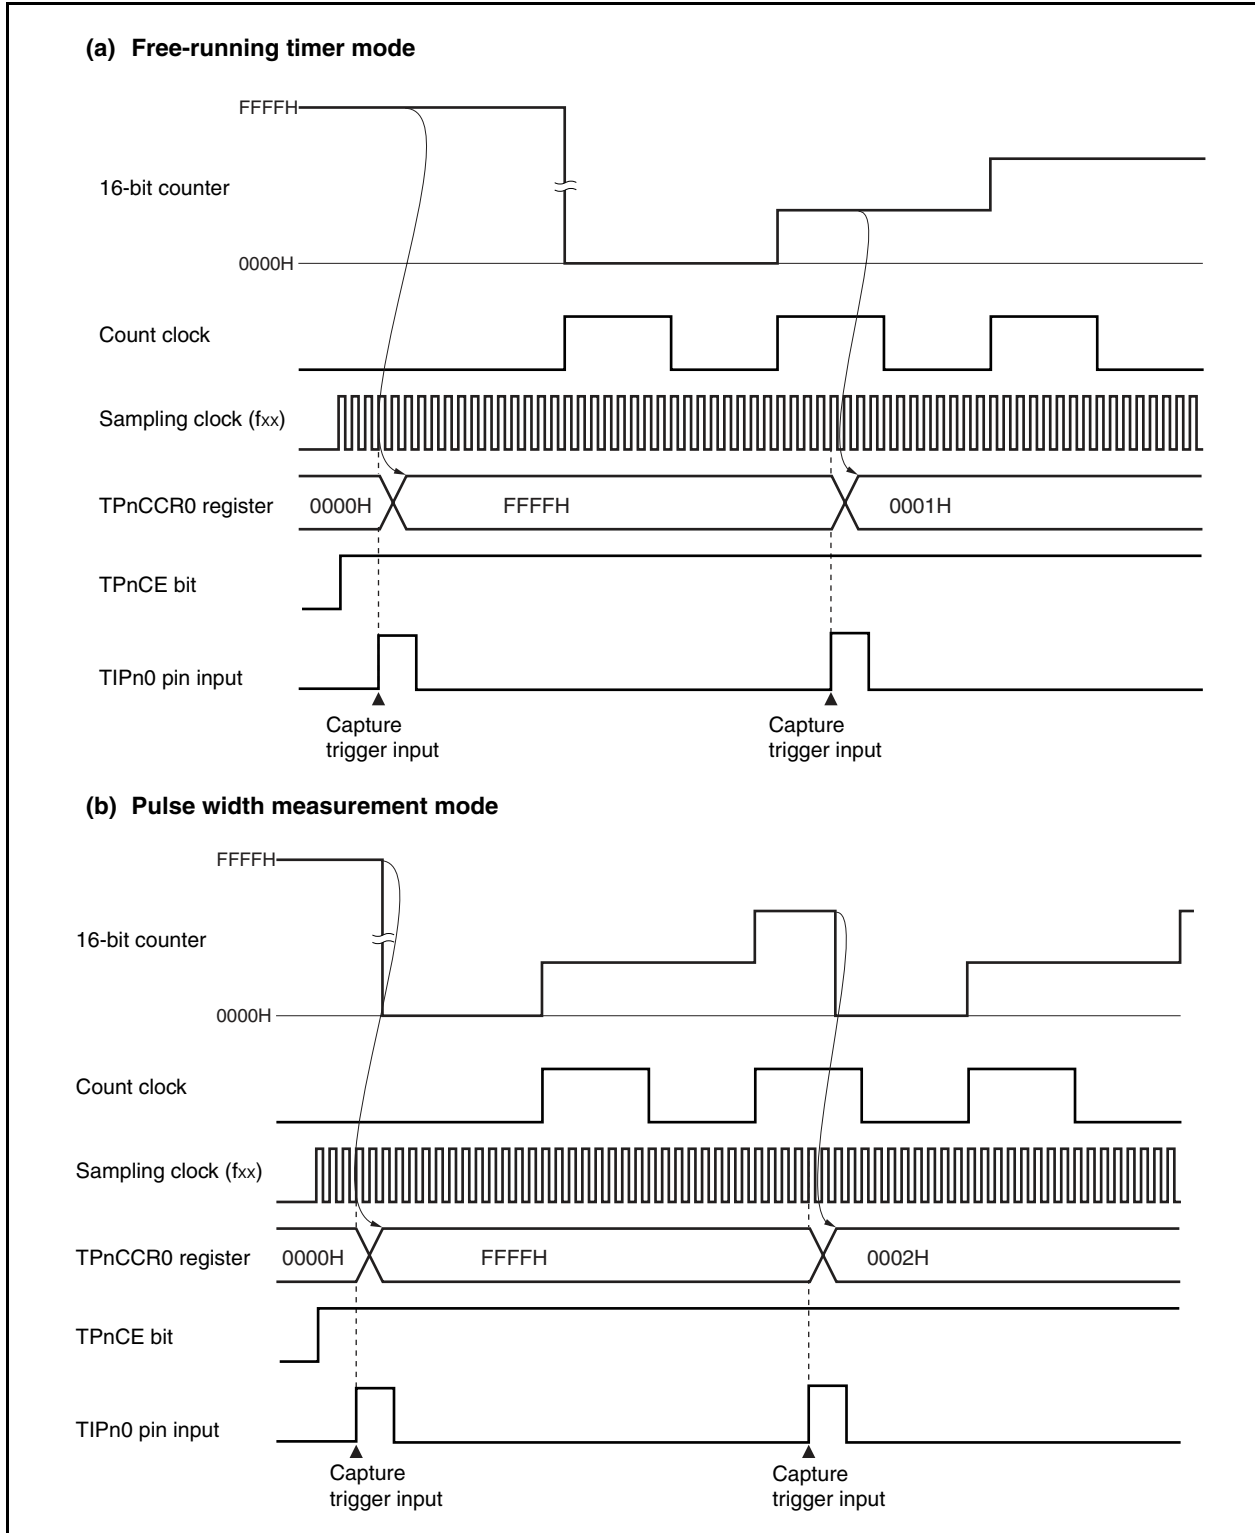 (a) Free-running timer mode
FFFFH
16-bit counter
0000H
Count clock
Sampling clock (fxx)
TPnCCR0 register
0000H
FFFFH
0001H
TPnCE bit
TIPn0 pin input
Capture
trigger input
Capture
trigger input
(b) Pulse width measurement mode
FFFFH
16-bit counter
0000H
Count clock
Sampling clock (fxx)
TPnCCR0 register
0000H
FFFFH
0002H
TPnCE bit
TIPn0 pin input
Capture
trigger input
Capture
trigger input